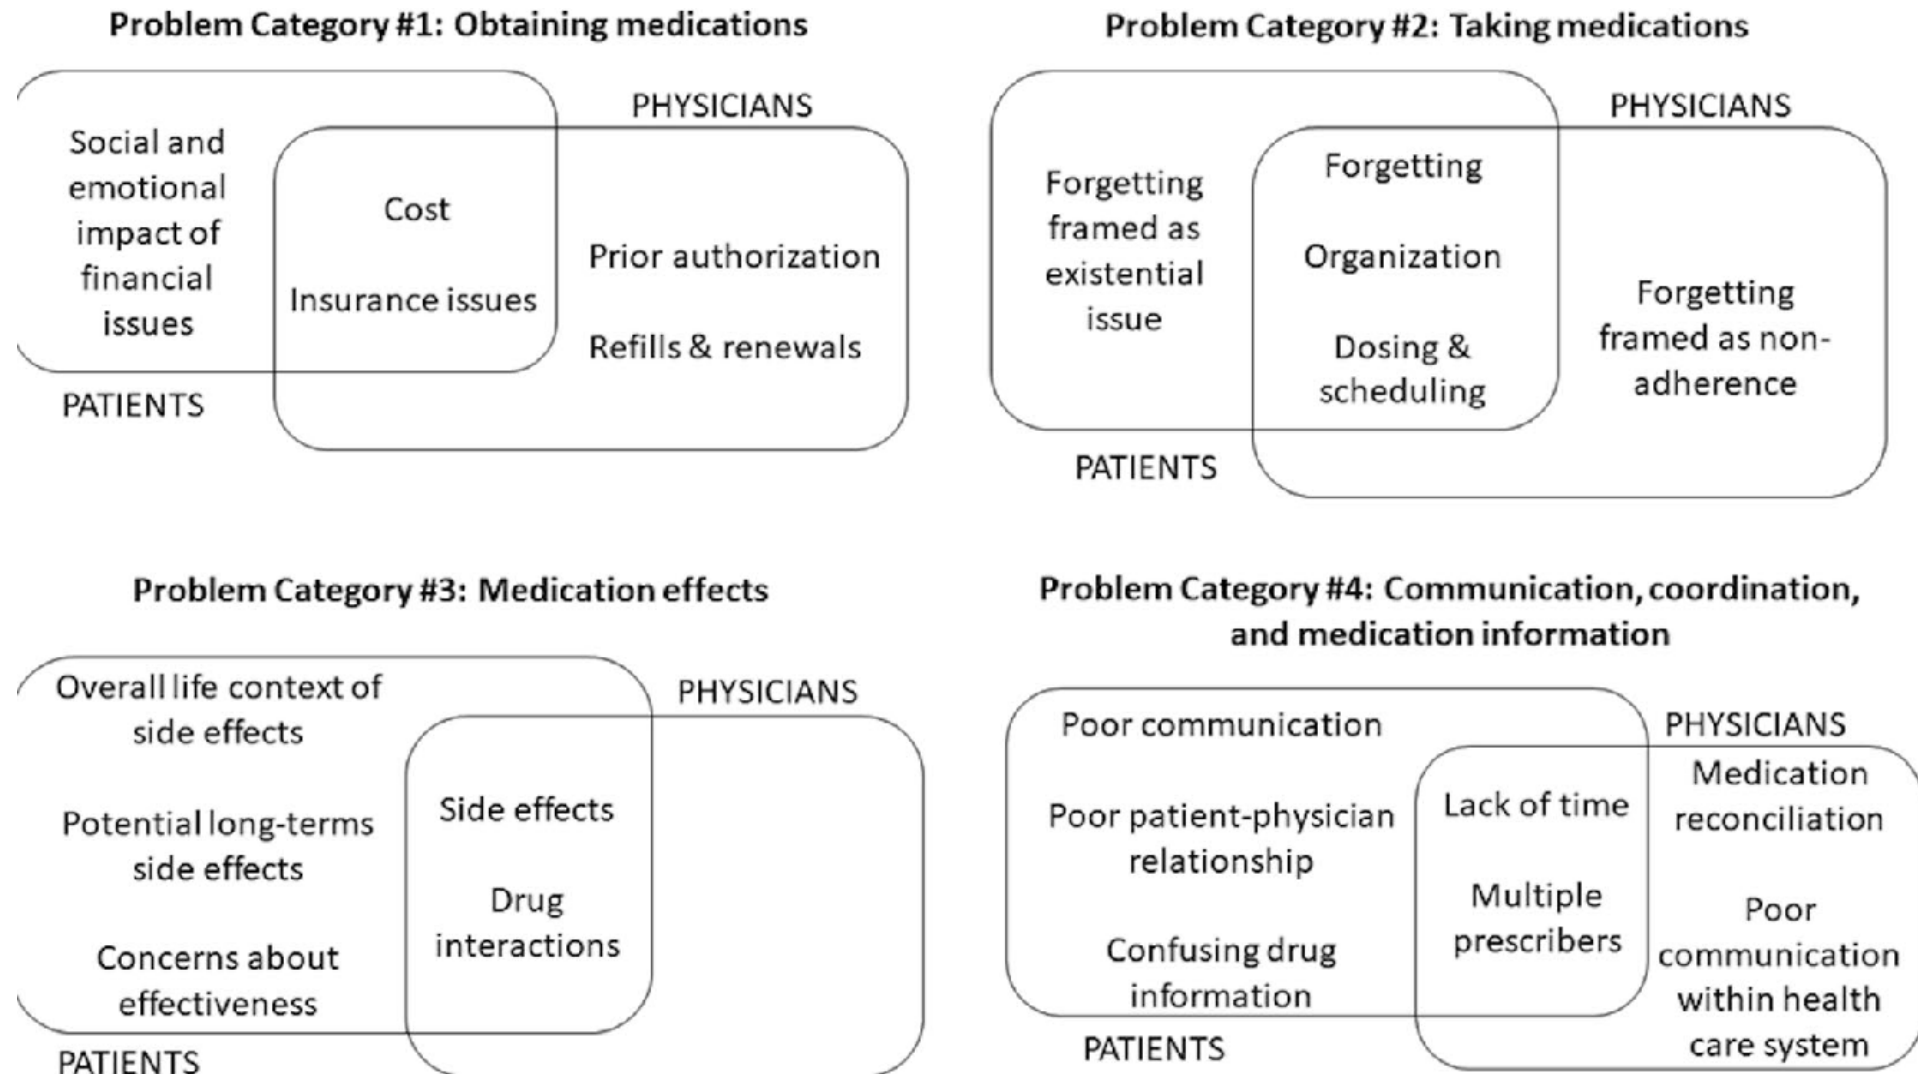 Problem Category #1: Obtaining medications
PHYSICIANS
Social and
emotional
impact of
financial
issues
Cost
Insurance issues
Prior authorization
Refills & renewals
PATIENTS
Problem Category #2: Taking medications
PHYSICIANS
Forgetting
framed as
existential
issue
Forgetting
Organization
Dosing &
scheduling
Forgetting
framed as non-
adherence
PATIENTS
Problem Category #3: Medication effects
PHYSICIANS
Overall life context of
side effects
Potential long-terms
side effects
Concerns about
effectiveness
Side effects
Drug
interactions
PATIENTS
Problem Category #4: Communication, coordination,
and medication information
PHYSICIANS
Poor communication
Poor patient-physician
relationship
Confusing drug
information
Lack of time
Multiple
prescribers
Medication
reconciliation
Poor
communication
within health
care system
PATIENTS